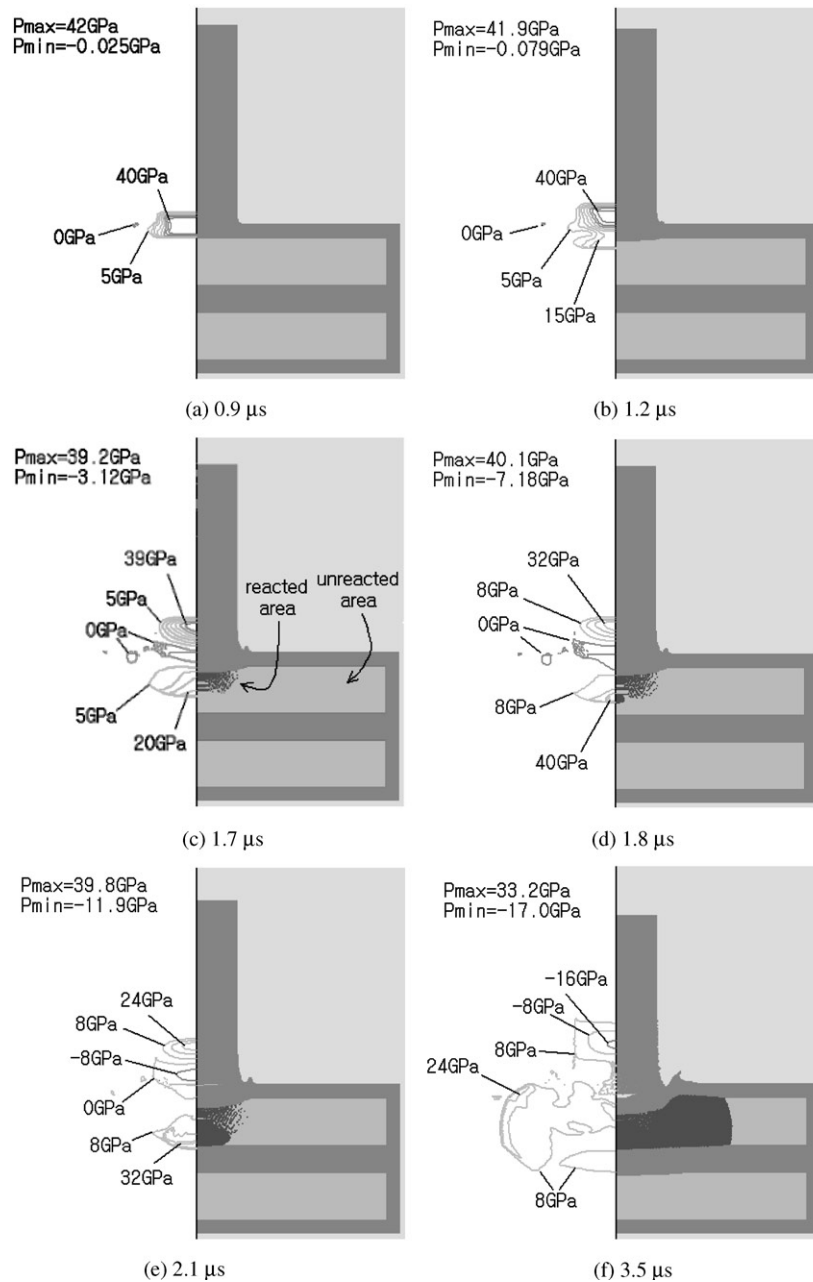 Pmax=42GPa
Pmin=-0.025GPa
40GPa
0GPa
5GPa
(a) 0.9 μs
Pmax=41.9GPa
Pmin=-0.079GPa
40GPa
0GPa
5GPa
15GPa
(b) 1.2 μs
Pmax=39.2GPa
Pmin=-3.12GPa
39GPa
5GPa
0GPa
reacted
area
unreacted
area
5GPa
20GPa
(c) 1.7 μs
Pmax=40.1GPa
Pmin=-7.18GPa
32GPa
8GPa
0GPa
8GPa
40GPa
(d) 1.8 μs
Pmax=39.8GPa
Pmin=-11.9GPa
24GPa
8GPa
-8GPa
0GPa
8GPa
32GPa
(e) 2.1 μs
Pmax=33.2GPa
Pmin=-17.0GPa
-16GPa
-8GPa
8GPa
24GPa
8GPa
(f) 3.5 μs